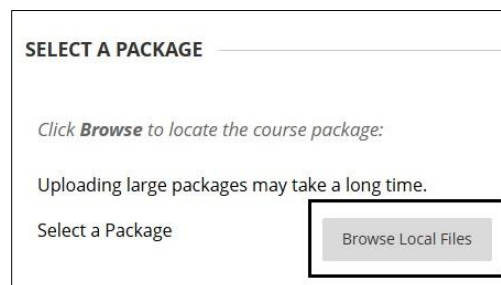 SELECT A PACKAGE
Click Browse to locate the course package:
Uploading large packages may take a long time.
Select a Package
Browse Local Files